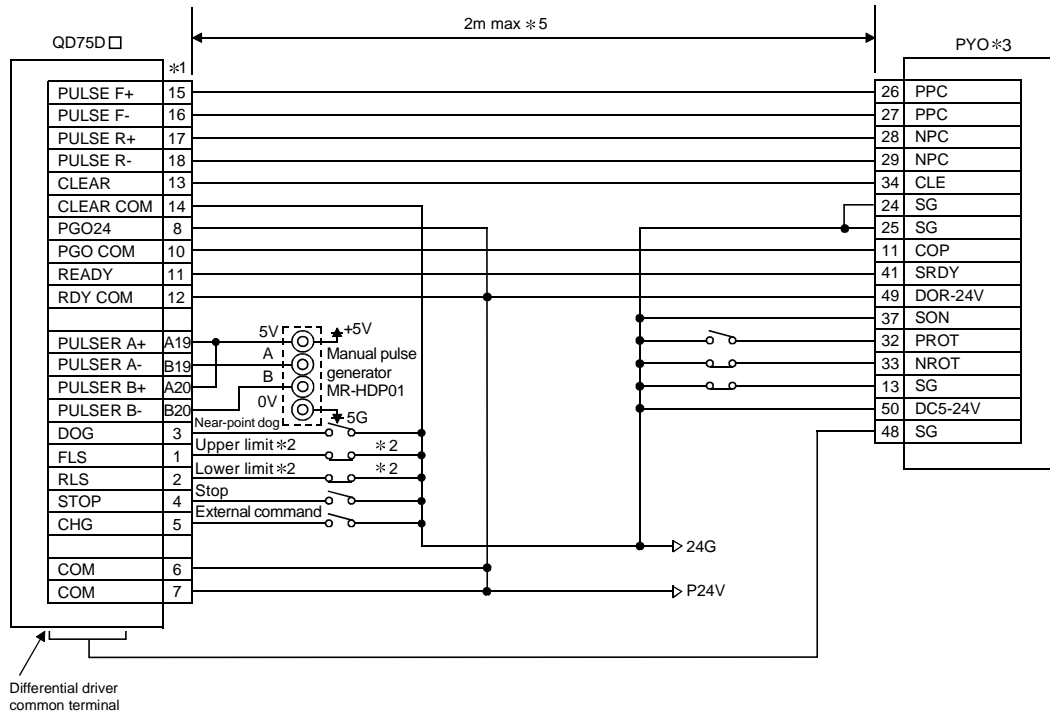 2m max ∗5
QD75D□
PYO∗3
∗1
PULSE F+ 15
PULSE F- 16
PULSE R+ 17
PULSE R- 18
CLEAR 13
CLEAR COM 14
PGO24 8
PGO COM 10
READY 11
RDY COM 12
PULSER A+ A19
PULSER A- B19
PULSER B+ A20
PULSER B- B20
DOG 3
FLS 1
RLS 2
STOP 4
CHG 5
COM 6
COM 7
5V
A
B
0V
+5V
Manual pulse
generator
MR-HDP01
5G
Near-point dog
Upper limit∗2 ∗2
Lower limit∗2 ∗2
Stop
External command
26 PPC
27 PPC
28 NPC
29 NPC
34 CLE
24 SG
25 SG
11 COP
41 SRDY
49 DOR-24V
37 SON
32 PROT
33 NROT
13 SG
50 DC5-24V
48 SG
24G
P24V
Differential driver
common terminal